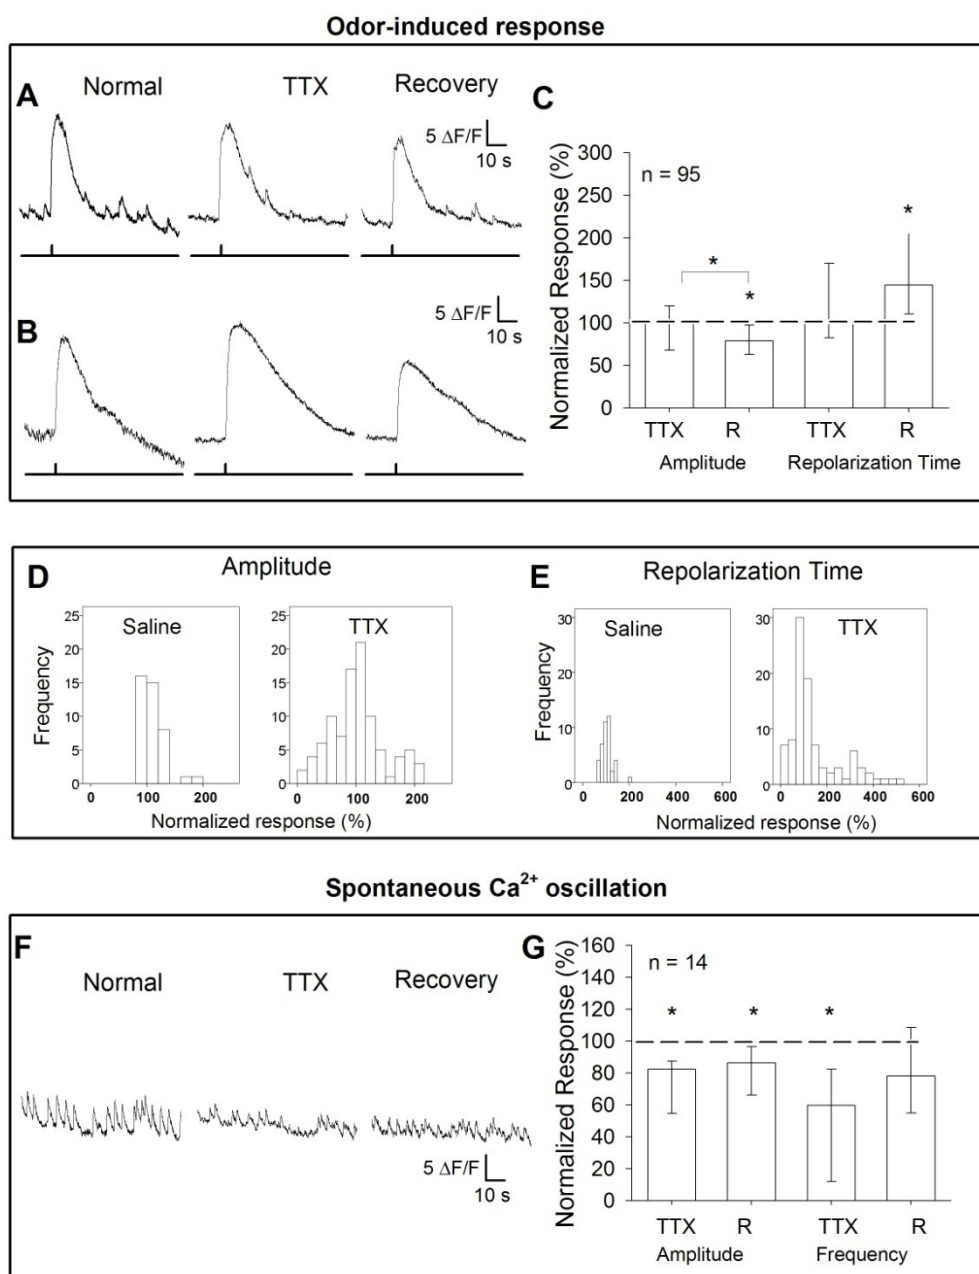 Odor-induced response
A
Normal
TTX
Recovery
5 ΔF/F
10 s
B
5 ΔF/F
10 s
C
Normalized Response (%)
300
250
200
150
100
50
0
n = 95
*
*
*
TTX R TTX R
Amplitude Repolarization Time
D
Amplitude
Frequency
25
20
15
10
5
0
Saline
0 100 200
25
20
15
10
5
0
TTX
0 100 200
Normalized response (%)
E
Repolarization Time
Frequency
30
20
10
0
Saline
0 200 400 600
30
20
10
0
TTX
0 200 400 600
Normalized response (%)
Spontaneous Ca²⁺ oscillation
F
Normal
TTX
Recovery
5 ΔF/F
10 s
G
Normalized Response (%)
160
140
120
100
80
60
40
20
0
n = 14
* * *
TTX R TTX R
Amplitude Frequency